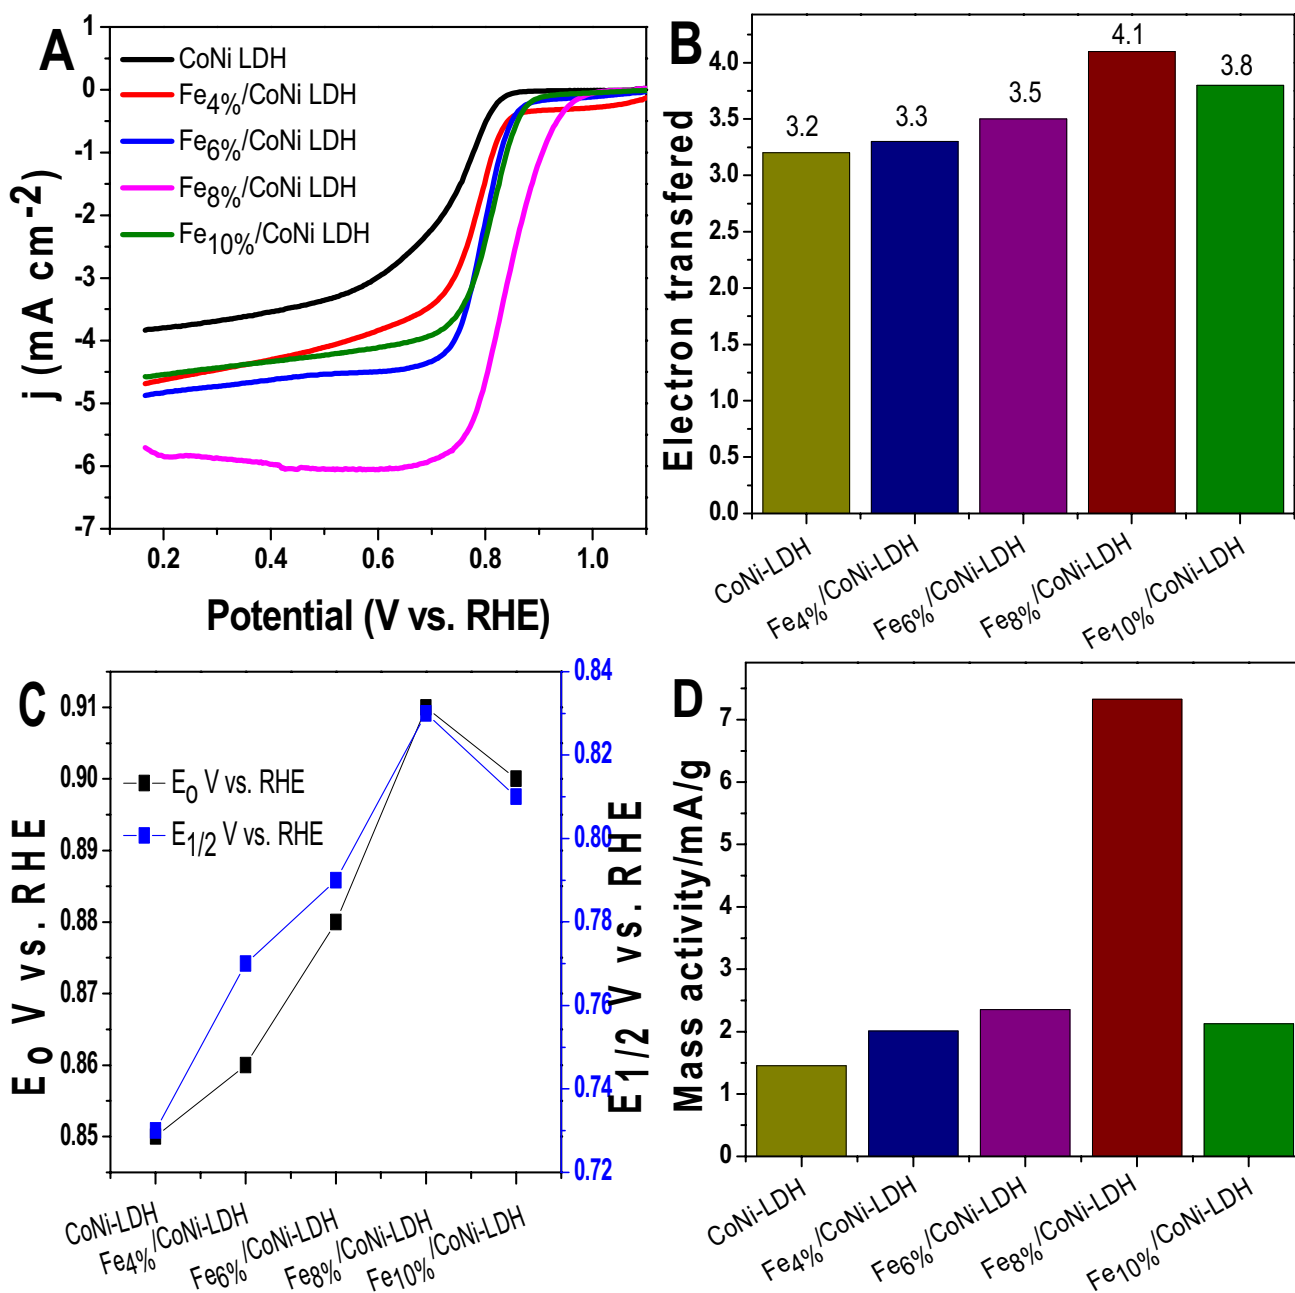 A
CoNi LDH
Fe4%/CoNi LDH
Fe6%/CoNi LDH
Fe8%/CoNi LDH
Fe10%/CoNi LDH
1
0
-1
-2
-3
-4
-5
-6
-7
j (mA cm-2)
0.2 0.4 0.6 0.8 1.0
Potential (V vs. RHE)
B
4.0
3.5
3.0
2.5
2.0
1.5
1.0
0.5
0.0
Electron transfered
3.2 3.3 3.5 4.1 3.8
CoNi-LDH
Fe4%/CoNi-LDH
Fe6%/CoNi-LDH
Fe8%/CoNi-LDH
Fe10%/CoNi-LDH
C
0.91
0.90
0.89
0.88
0.87
0.86
0.85
Eo V vs.RHE
Eo V vs. RHE
E1/2 V vs. RHE
0.84
0.82
0.80
0.78
0.76
0.74
0.72
E1/2 V vs.RHE
CoNi-LDH
Fe4%/CoNi-LDH
Fe6%/CoNi-LDH
Fe8%/CoNi-LDH
Fe10%/CoNi-LDH
D
7
6
5
4
3
2
1
0
Mass activity/mA/g
CoNi-LDH
Fe4%/CoNi-LDH
Fe6%/CoNi-LDH
Fe8%/CoNi-LDH
Fe10%/CoNi-LDH